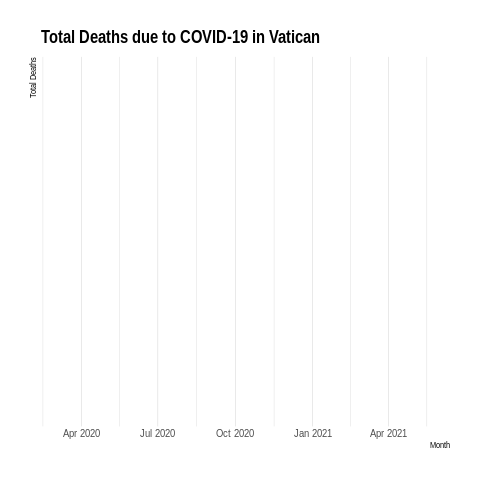 Total Deaths due to COVID-19 in Vatican
Total Deaths
Apr 2020 Jul 2020 Oct 2020 Jan 2021 Apr 2021
Month